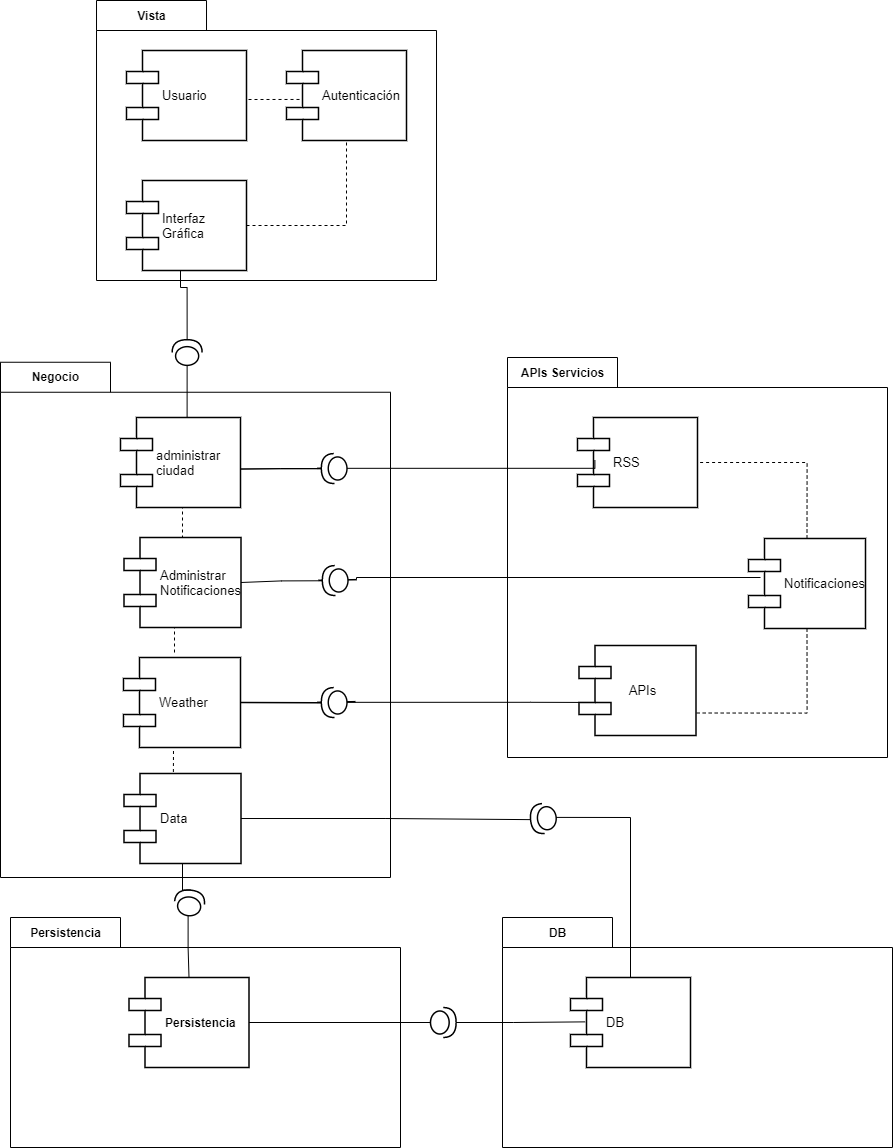 Vista
Usuario
Autenticación
Interfaz
Gráfica
Negocio
APIs Servicios
administrar
ciudad
RSS
Administrar
Notificaciones
Notificaciones
Weather
APIs
Data
Persistencia
DB
Persistencia
DB